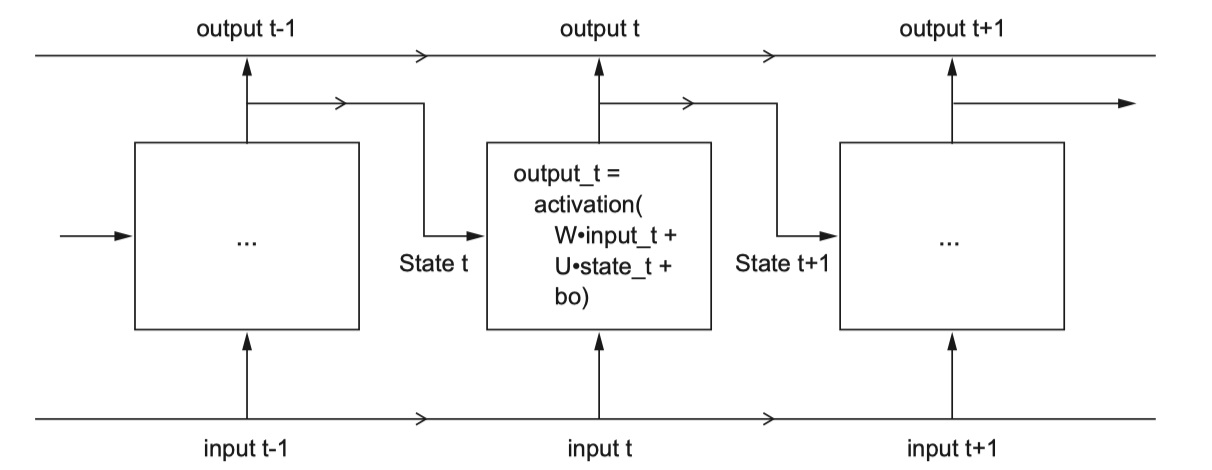 output t-1
output t
output t+1
...
output_t =
activation(
W•input_t +
U•state_t +
bo)
...
State t
State t+1
input t-1
input t
input t+1